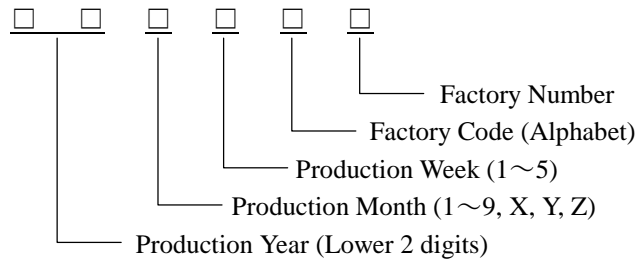 □ □ □ □ □ □
Factory Number
Factory Code (Alphabet)
Production Week (1～5)
Production Month (1～9, X, Y, Z)
Production Year (Lower 2 digits)